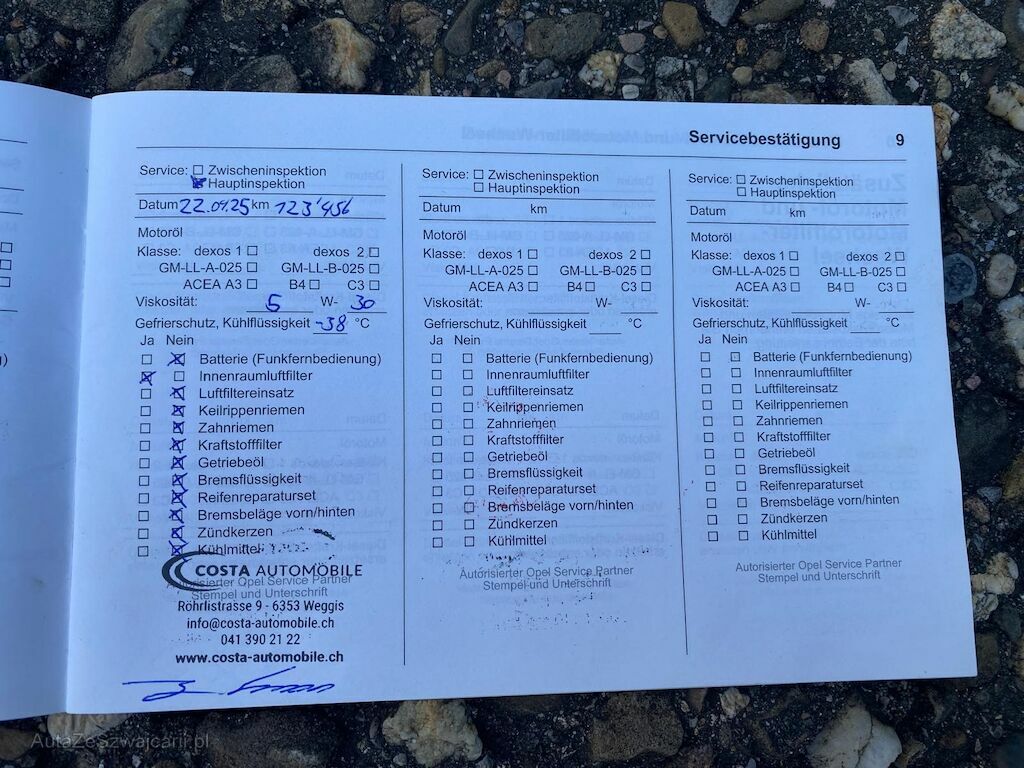 Servicebestätigung 9
Service: Zwischeninspektion
Hauptinspektion
Datum 22.04.25 km 123'456
Motoröl
Klasse: dexos 1 dexos 2
GM-LL-A-025 GM-LL-B-025
ACEA A3 B4 C3
Viskosität: 5 W- 30
Gefrierschutz, Kühlflüssigkeit -38 °C
Ja Nein
Batterie (Funkfernbedienung)
Innenraumluftfilter
Luftfiltereinsatz
Keilrippenriemen
Zahnriemen
Kraftstofffilter
Getriebeöl
Bremsflüssigkeit
Reifenreparaturset
Bremsbeläge vorn/hinten
Zündkerzen
Kühlmittel
COSTA AUTOMOBILE
Autorisierter Opel Service Partner
Stempel und Unterschrift
Röhrlistrasse 9 - 6353 Weggis
info@costa-automobile.ch
041 390 21 22
www.costa-automobile.ch
Service: Zwischeninspektion
Hauptinspektion
Datum km
Motoröl
Klasse: dexos 1 dexos 2
GM-LL-A-025 GM-LL-B-025
ACEA A3 B4 C3
Viskosität: W-
Gefrierschutz, Kühlflüssigkeit °C
Ja Nein
Batterie (Funkfernbedienung)
Innenraumluftfilter
Luftfiltereinsatz
Keilrippenriemen
Zahnriemen
Kraftstofffilter
Getriebeöl
Bremsflüssigkeit
Reifenreparaturset
Bremsbeläge vorn/hinten
Zündkerzen
Kühlmittel
Autorisierter Opel Service Partner
Stempel und Unterschrift
Service: Zwischeninspektion
Hauptinspektion
Datum km
Motoröl
Klasse: dexos 1 dexos 2
GM-LL-A-025 GM-LL-B-025
ACEA A3 B4 C3
Viskosität: W-
Gefrierschutz, Kühlflüssigkeit °C
Ja Nein
Batterie (Funkfernbedienung)
Innenraumluftfilter
Luftfiltereinsatz
Keilrippenriemen
Zahnriemen
Kraftstofffilter
Getriebeöl
Bremsflüssigkeit
Reifenreparaturset
Bremsbeläge vorn/hinten
Zündkerzen
Kühlmittel
Autorisierter Opel Service Partner
Stempel und Unterschrift
AutaZeSzwajcarii.pl